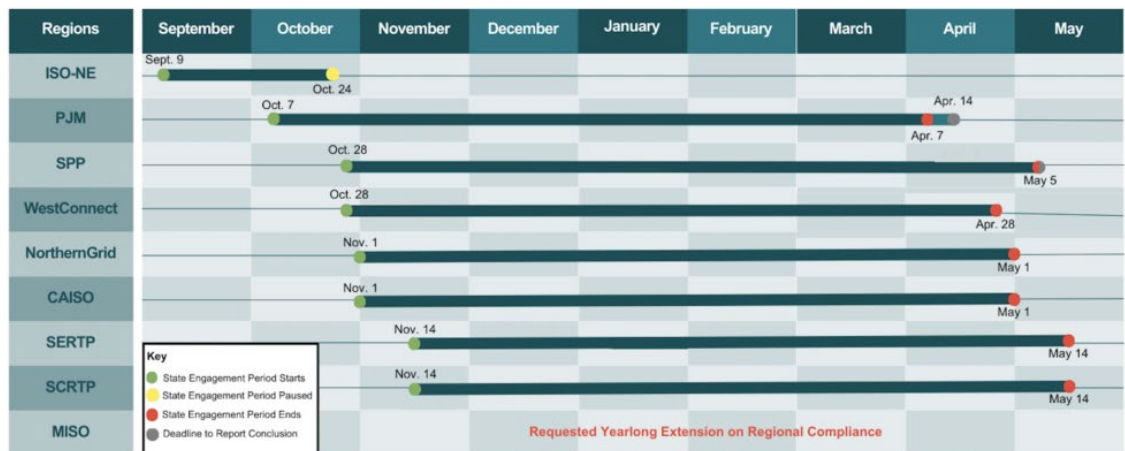 Regions September October November December January February March April May
ISO-NE Sept. 9 Oct. 24
PJM Oct. 7 Apr. 7 Apr. 14
SPP Oct. 28 May 5
WestConnect Oct. 28 Apr. 28
NorthernGrid Nov. 1 May 1
CAISO Nov. 1 May 1
SERTP Nov. 14 May 14
SCRTP Nov. 14 May 14
MISO Requested Yearlong Extension on Regional Compliance
Key
State Engagement Period Starts
State Engagement Period Paused
State Engagement Period Ends
Deadline to Report Conclusion